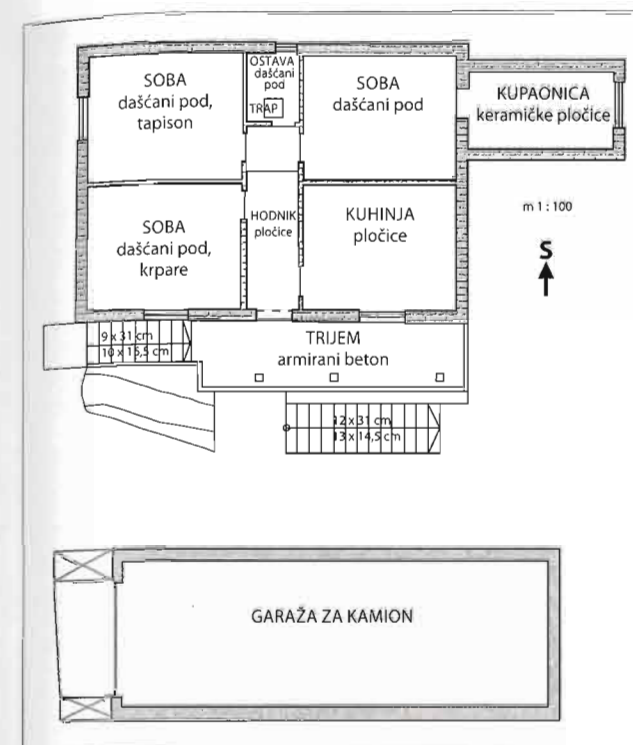 SOBA
dašćani pod,
tapison
OSTAVA
dašćani
pod
TRAP
SOBA
dašćani pod
KUPAONICA
keramičke pločice
SOBA
dašćani pod,
krpare
HODNIK
pločice
KUHINJA
pločice
m 1 : 100
S
9 x 31 cm
10 x 15,5 cm
TRIJEM
armirani beton
12 x 31 cm
13 x 14,5 cm
GARAŽA ZA KAMION